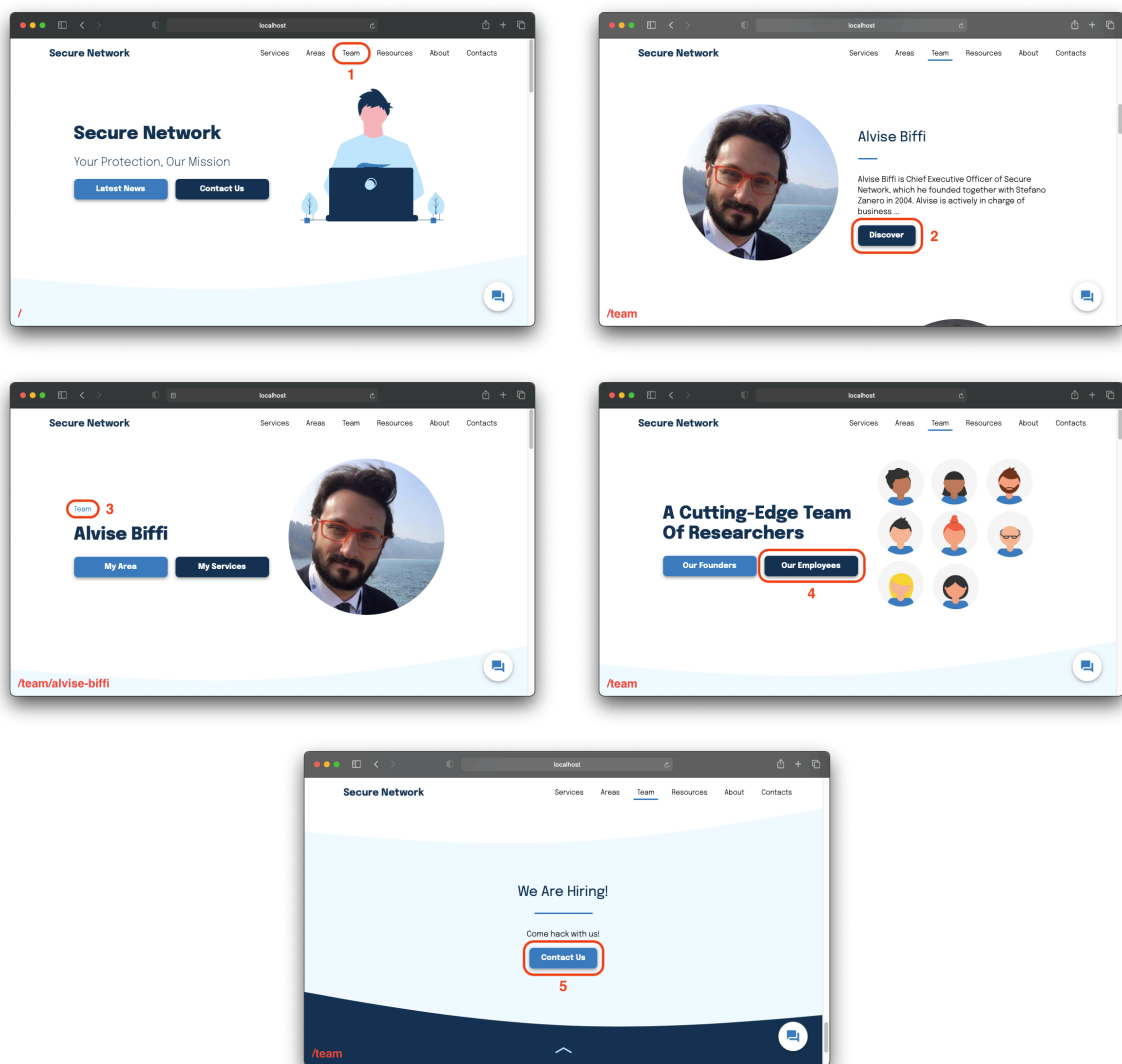 localhost
Secure Network
Services Areas Team Resources About Contacts
1
Secure Network
Your Protection, Our Mission
Latest News Contact Us
/
localhost
Secure Network
Services Areas Team Resources About Contacts
Alvise Biffi
Alvise Biffi is Chief Executive Officer of Secure
Network, which he founded together with Stefano
Zanero in 2004. Alvise is actively in charge of
business ...
Discover 2
/team
localhost
Secure Network
Services Areas Team Resources About Contacts
Team 3
Alvise Biffi
My Area My Services
/team/alvise-biffi
localhost
Secure Network
Services Areas Team Resources About Contacts
A Cutting-Edge Team
Of Researchers
Our Founders Our Employees
4
/team
localhost
Secure Network
Services Areas Team Resources About Contacts
We Are Hiring!
Come hack with us!
Contact Us
5
/team